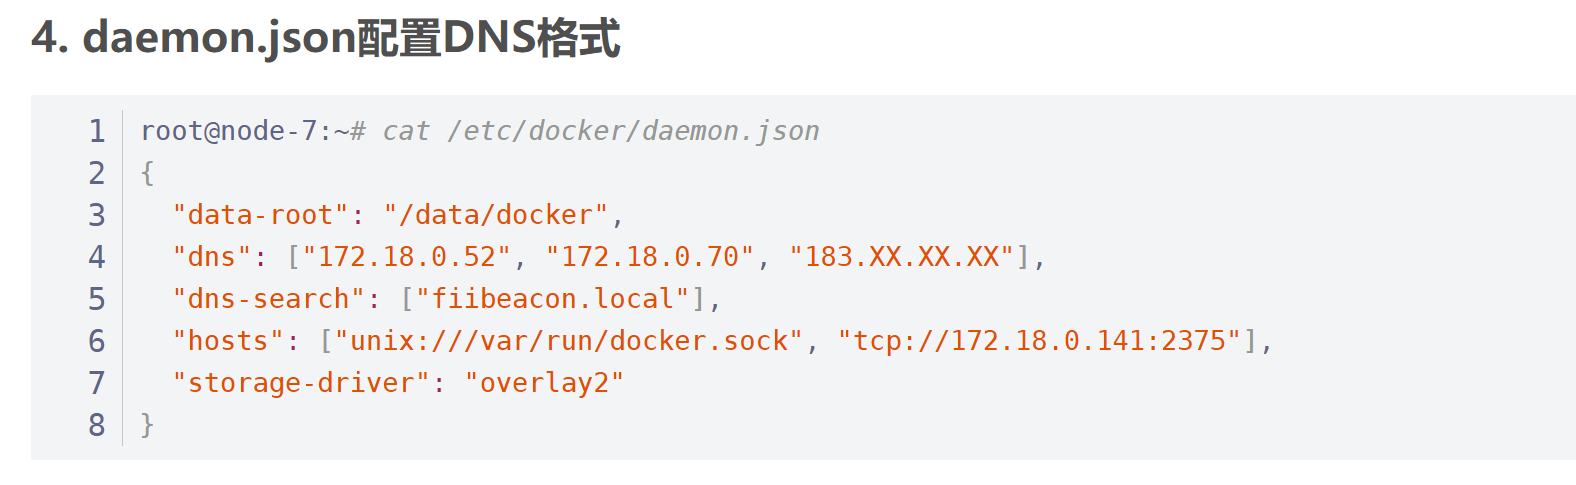 4. daemon.json配置DNS格式
1 root@node-7:~# cat /etc/docker/daemon.json
2 {
3   "data-root": "/data/docker",
4   "dns": ["172.18.0.52", "172.18.0.70", "183.XX.XX.XX"],
5   "dns-search": ["fiibeacon.local"],
6   "hosts": ["unix:///var/run/docker.sock", "tcp://172.18.0.141:2375"],
7   "storage-driver": "overlay2"
8 }